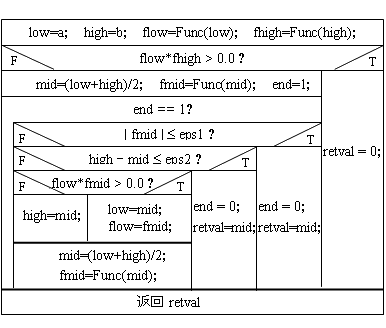 low=a; high=b; flow=Func(low); fhigh=Func(high);
flow*fhigh > 0.0 ?
F T
mid=(low+high)/2; fmid=Func(mid); end=1;
end == 1?
| fmid | ≤ eps1 ?
F T
retval = 0;
high − mid ≤ eps2 ?
F T
flow*fmid > 0.0 ?
F T
high=mid;
low=mid;
flow=fmid;
end = 0;
retval=mid;
end = 0;
retval=mid;
mid=(low+high)/2;
fmid=Func(mid);
返回 retval